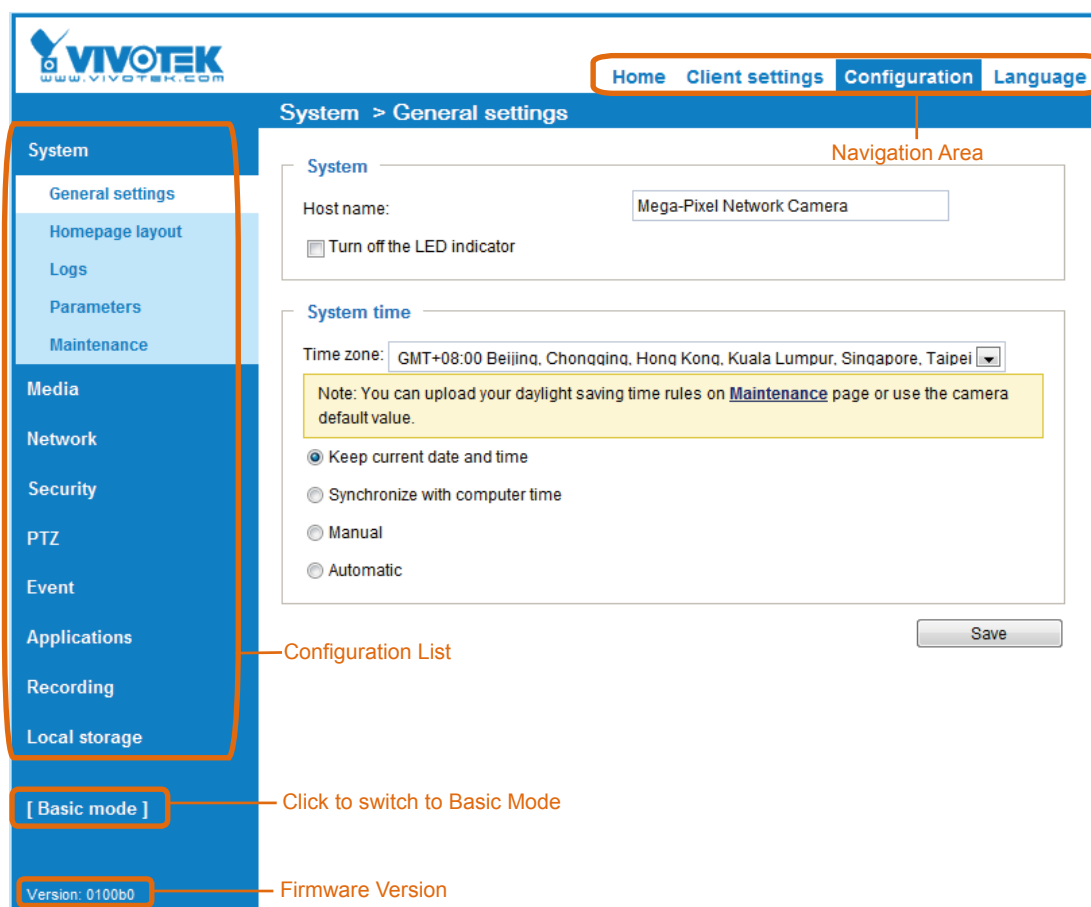 VIVOTEK
WWW.VIVOTEK.COM
Home Client settings Configuration Language
System > General settings
Navigation Area
System
General settings
Homepage layout
Logs
Parameters
Maintenance
Media
Network
Security
PTZ
Event
Applications
Recording
Local storage
[ Basic mode ]
Version: 0100b0
System
Host name: Mega-Pixel Network Camera
Turn off the LED indicator
System time
Time zone: GMT+08:00 Beijing, Chongqing, Hong Kong, Kuala Lumpur, Singapore, Taipei
Note: You can upload your daylight saving time rules on Maintenance page or use the camera
default value.
Keep current date and time
Synchronize with computer time
Manual
Automatic
Save
Configuration List
Click to switch to Basic Mode
Firmware Version